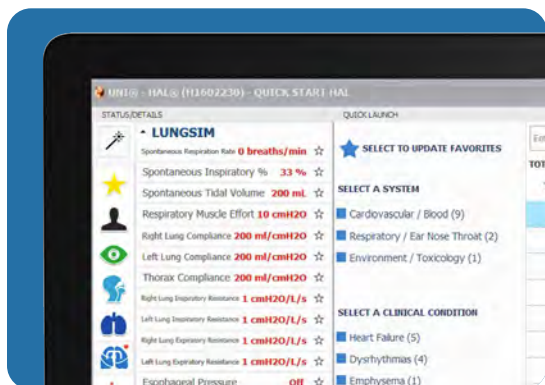 UNI® - HAL® (H1602230) - QUICK START HAL
STATUS/DETAILS
LUNGSIM
Spontaneous Respiration Rate 0 breaths/min
Spontaneous Inspiratory % 33 %
Spontaneous Tidal Volume 200 mL
Respiratory Muscle Effort 10 cmH2O
Right Lung Compliance 200 ml/cmH2O
Left Lung Compliance 200 ml/cmH2O
Thorax Compliance 200 ml/cmH2O
Right Lung Inspiratory Resistance 1 cmH2O/L/s
Left Lung Inspiratory Resistance 1 cmH2O/L/s
Right Lung Expiratory Resistance 1 cmH2O/L/s
Left Lung Expiratory Resistance 1 cmH2O/L/s
Esophageal Pressure Off
QUICKLAUNCH
SELECT TO UPDATE FAVORITES
SELECT A SYSTEM
Cardiovascular / Blood (9)
Respiratory / Ear Nose Throat (2)
Environment / Toxicology (1)
SELECT A CLINICAL CONDITION
Heart Failure (5)
Dysrhythmias (4)
Emphysema (1)
TOT